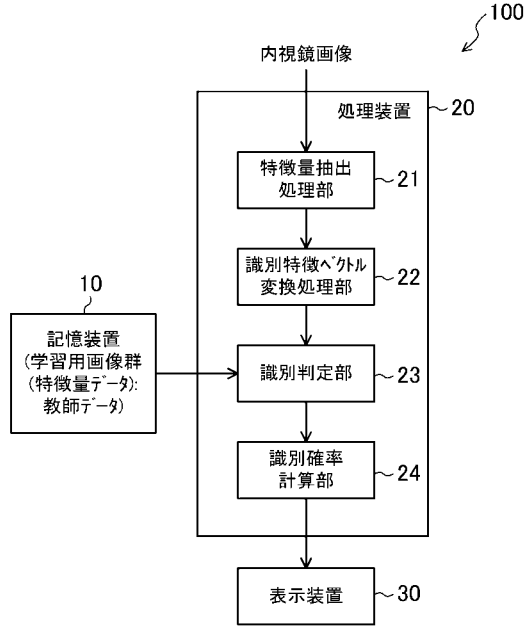 100
内視鏡画像
処理装置
20
特徴量抽出
処理部
21
識別特徴ﾍﾞｸﾄﾙ
変換処理部
22
10
記憶装置
(学習用画像群
(特徴量ﾃﾞｰﾀ):
教師ﾃﾞｰﾀ)
識別判定部
23
識別確率
計算部
24
表示装置
30